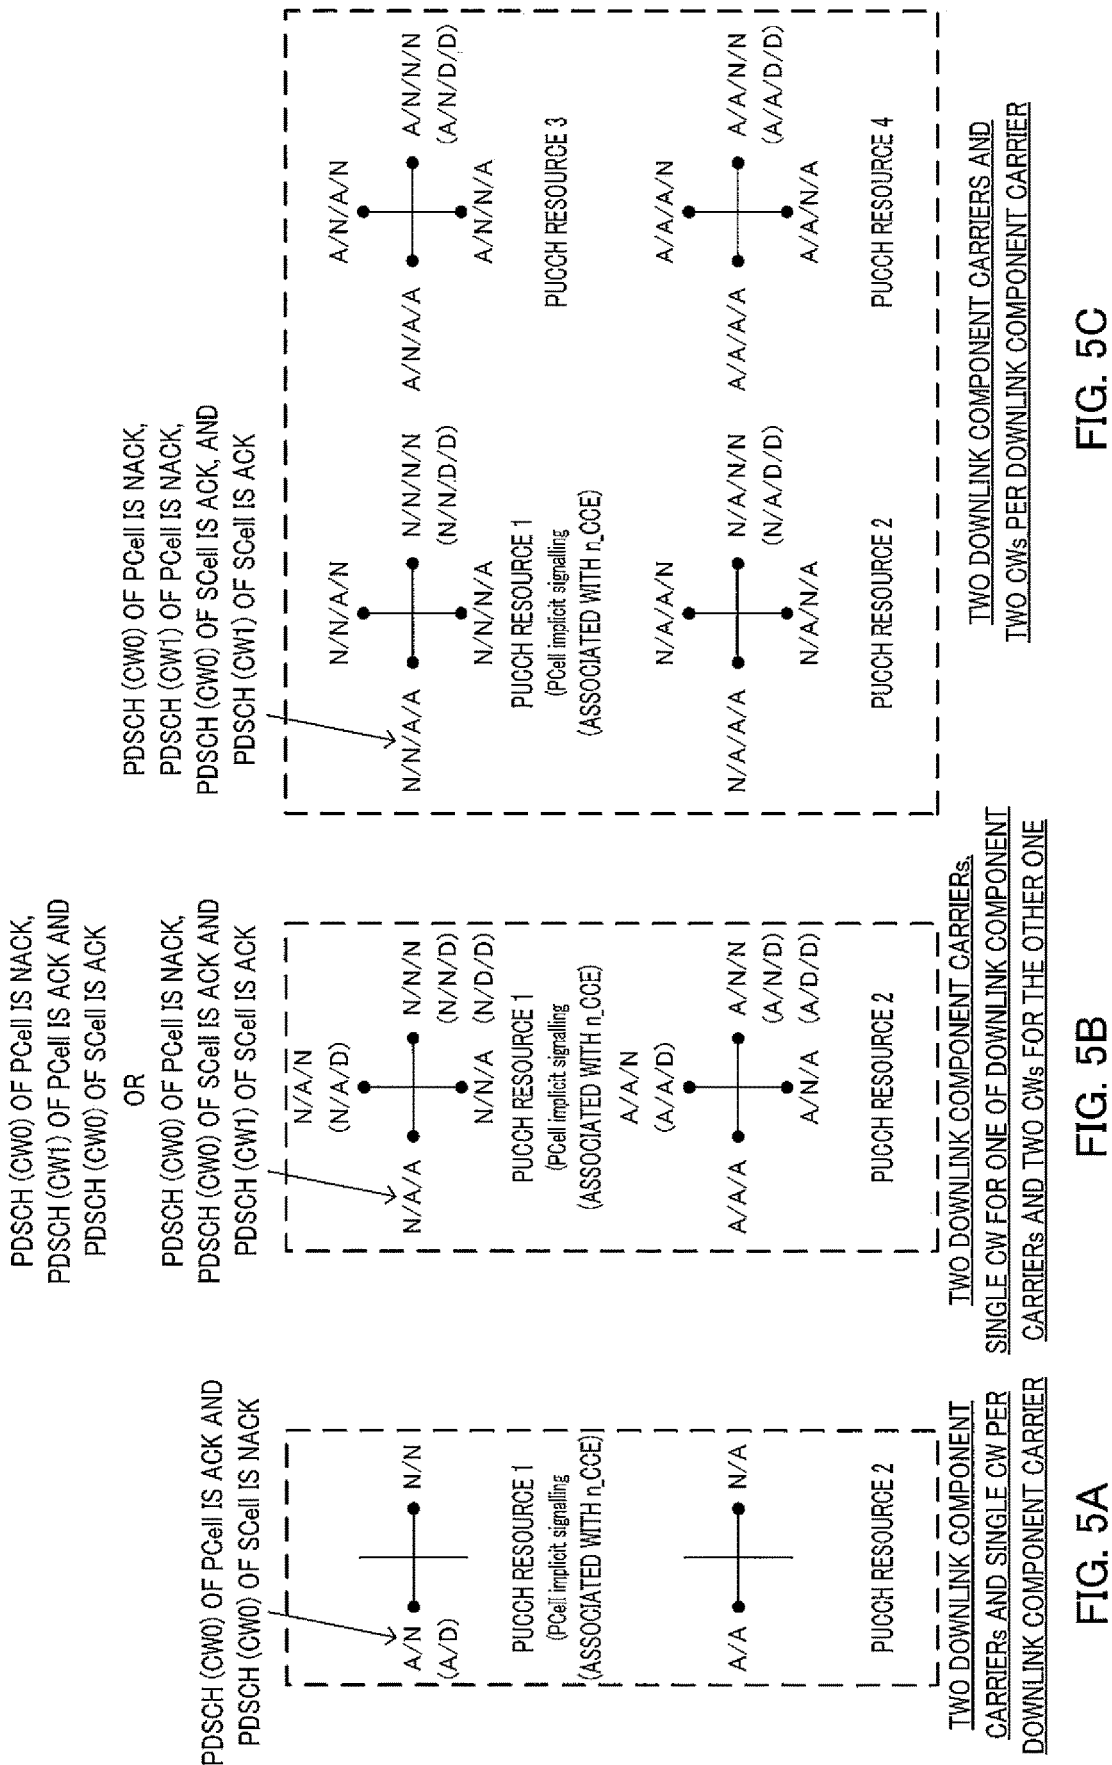 PDSCH (CW0) OF PCell IS ACK AND
PDSCH (CW0) OF SCell IS NACK
A/N
(A/D)
N/N
PUCCH RESOURCE 1
(PCell implicit signalling
(ASSOCIATED WITH n_CCE)
A/A
N/A
PUCCH RESOURCE 2
TWO DOWNLINK COMPONENT
CARRIERs AND SINGLE CW PER
DOWNLINK COMPONENT CARRIER
FIG. 5A
PDSCH (CW0) OF PCell IS NACK,
PDSCH (CW1) OF PCell IS ACK AND
PDSCH (CW0) OF SCell IS ACK
OR
PDSCH (CW0) OF PCell IS NACK,
PDSCH (CW0) OF SCell IS ACK AND
PDSCH (CW1) OF SCell IS ACK
N/A/N
(N/A/D)
N/A/A
N/N/N
(N/N/D)
(N/D/D)
N/N/A
PUCCH RESOURCE 1
(PCell implicit signalling
(ASSOCIATED WITH n_CCE)
A/A/N
(A/A/D)
A/A/A
A/N/N
(A/N/D)
(A/D/D)
A/N/A
PUCCH RESOURCE 2
TWO DOWNLINK COMPONENT CARRIERs,
SINGLE CW FOR ONE OF DOWNLINK COMPONENT
CARRIERs AND TWO CWs FOR THE OTHER ONE
FIG. 5B
PDSCH (CW0) OF PCell IS NACK,
PDSCH (CW1) OF PCell IS NACK,
PDSCH (CW0) OF SCell IS ACK, AND
PDSCH (CW1) OF SCell IS ACK
N/N/A/N
N/N/A/A
N/N/N/N
(N/N/D/D)
N/N/N/A
PUCCH RESOURCE 1
(PCell implicit signalling
(ASSOCIATED WITH n_CCE)
A/N/A/N
A/N/A/A
A/N/N/N
(A/N/D/D)
A/N/N/A
PUCCH RESOURCE 3
N/A/A/N
N/A/A/A
N/A/N/N
(N/A/D/D)
N/A/N/A
PUCCH RESOURCE 2
A/A/A/N
A/A/A/A
A/A/N/N
(A/A/D/D)
A/A/N/A
PUCCH RESOURCE 4
TWO DOWNLINK COMPONENT CARRIERs AND
TWO CWs PER DOWNLINK COMPONENT CARRIER
FIG. 5C